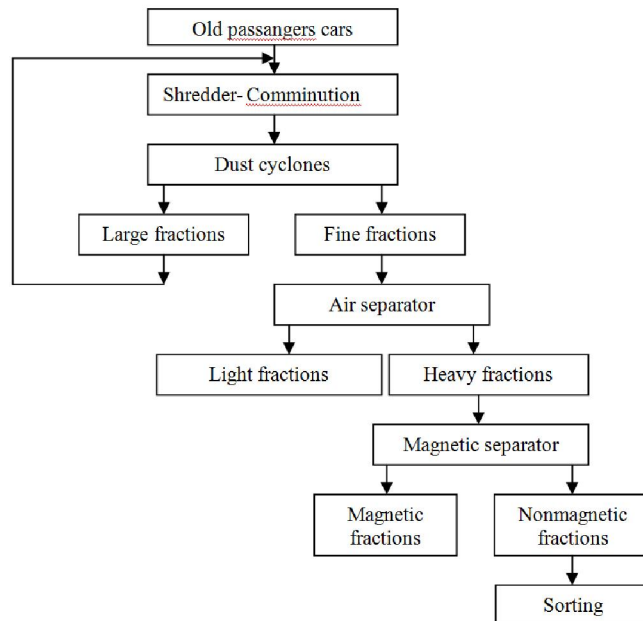 Old passangers cars
Shredder- Comminution
Dust cyclones
Large fractions
Fine fractions
Air separator
Light fractions
Heavy fractions
Magnetic separator
Magnetic
fractions
Nonmagnetic
fractions
Sorting